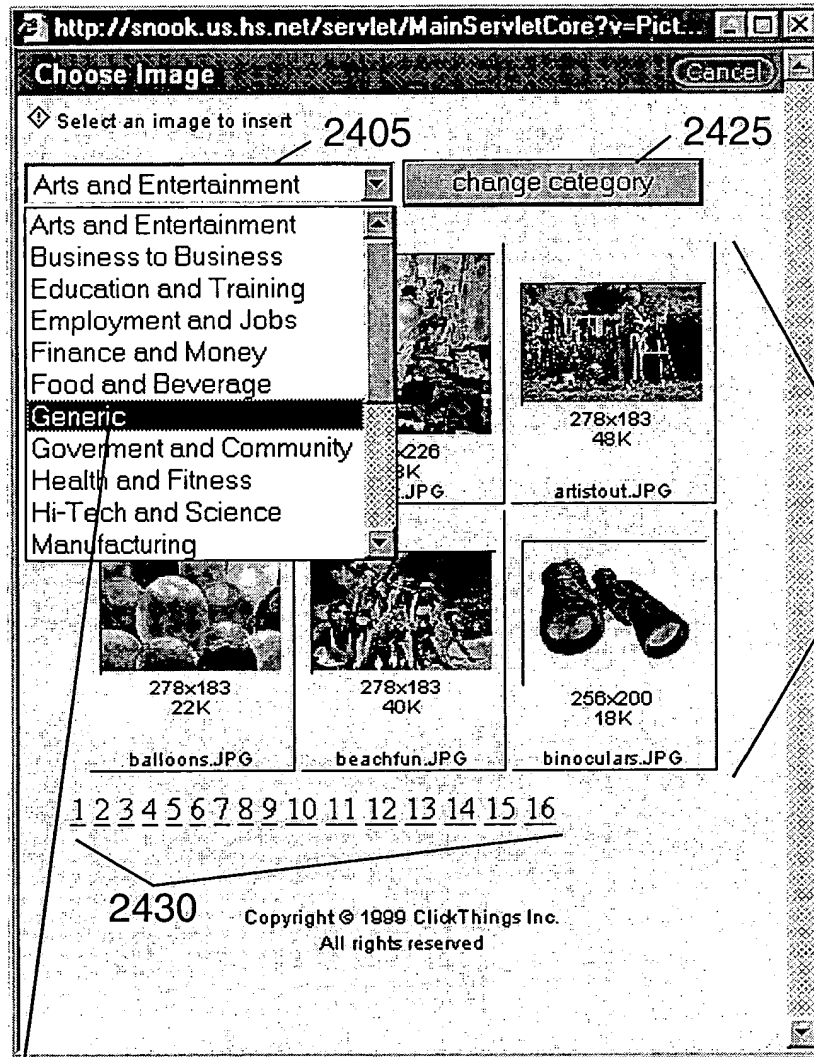 http://snook.us.hs.net/servlet/MainServletCore?v=Pict...
Choose Image
Cancel
Select an image to insert
2405
2425
Arts and Entertainment
change category
Arts and Entertainment
Business to Business
Education and Training
Employment and Jobs
Finance and Money
Food and Beverage
Generic
Goverment and Community
Health and Fitness
Hi-Tech and Science
Manufacturing
x226
.JPG
278x183
48K
artistout.JPG
278x183
22K
balloons.JPG
278x183
40K
beachfun.JPG
256x200
18K
binoculars.JPG
1 2 3 4 5 6 7 8 9 10 11 12 13 14 15 16
2430
Copyright © 1999 ClickThings Inc.
All rights reserved